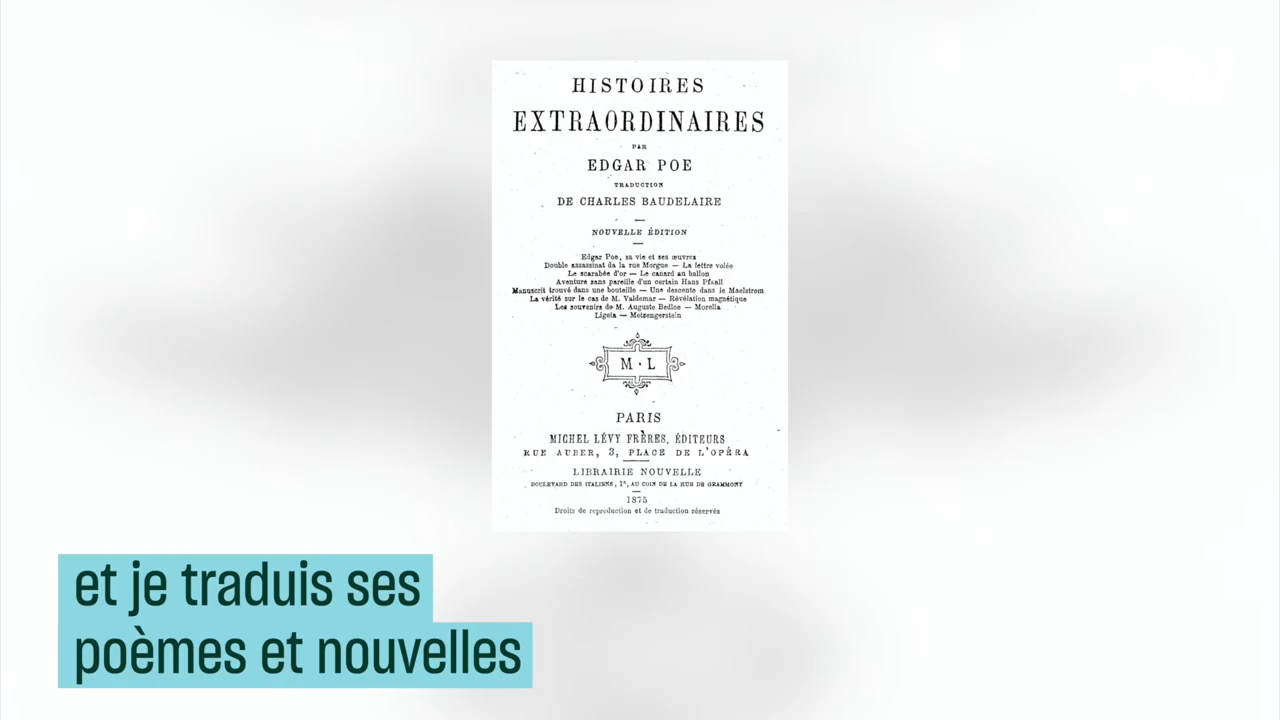 HISTOIRES
EXTRAORDINAIRES
PAR
EDGAR POE
TRADUCTION
DE CHARLES BAUDELAIRE
NOUVELLE ÉDITION
Edgar Poe, sa vie et ses œuvres
Double assassinat da la rue Morgue — La lettre volée
Le scarabée d'or — Le canard au ballon
Aventure sans pareille d'un certain Hans Pfaall
Manuscrit trouvé dans une bouteille — Une descente dans le Maelstrom
La vérité sur le cas de M. Valdemar — Révélation magnétique
Les souvenirs de M. Auguste Bedloe — Morella
Ligeia — Metzengerstein
M · L
PARIS
MICHEL LÉVY FRÈRES, ÉDITEURS
RUE AUBER, 3, PLACE DE L'OPÉRA
LIBRAIRIE NOUVELLE
BOULEVARD DES ITALIENS, AU COIN DE LA RUE DE GRAMMONT
1875
Droits de reproduction et de traduction réservés
et je traduis ses
poèmes et nouvelles